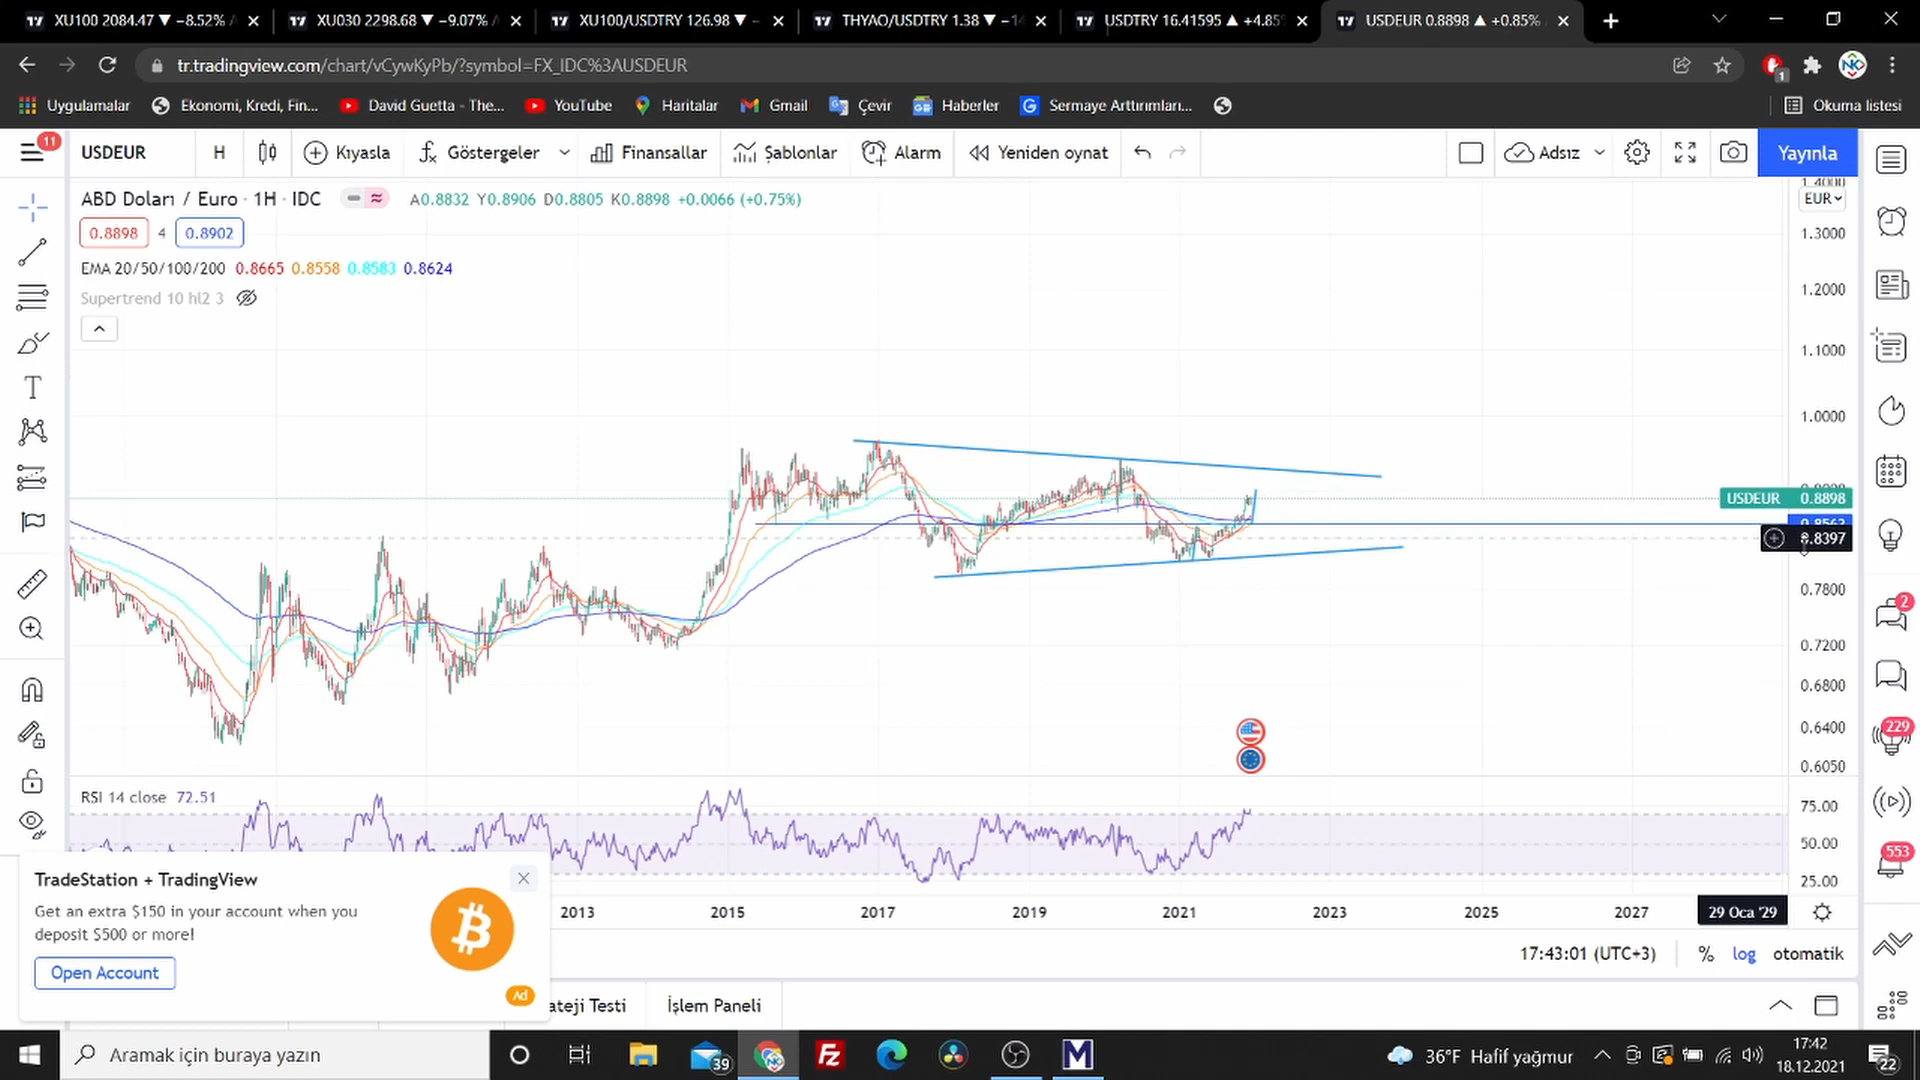 XU100 2084.47 ▼ −8.52%
XU030 2298.68 ▼ −9.07%
XU100/USDTRY 126.98 ▼
THYAO/USDTRY 1.38 ▼
USDTRY 16.41595 ▲ +4.85
USDEUR 0.8898 ▲ +0.85%
tr.tradingview.com/chart/vCywKyPb/?symbol=FX_IDC%3AUSDEUR
1
Uygulamalar
Ekonomi, Kredi, Fin...
David Guetta - The...
YouTube
Haritalar
Gmail
Çevir
Haberler
Sermaye Arttırımları...
Okuma listesi
11
USDEUR
H
Kıyasla
Göstergeler
Finansallar
Şablonlar
Alarm
Yeniden oynat
Adsız
Yayınla
ABD Doları / Euro · 1H · IDC
A0.8832 Y0.8906 D0.8805 K0.8898 +0.0066 (+0.75%)
0.8898 4 0.8902
EMA 20/50/100/200 0.8665 0.8558 0.8583 0.8624
Supertrend 10 hl2 3
1.4000
EUR
1.3000
1.2000
1.1000
1.0000
USDEUR 0.8898
0.8397
0.7800
0.7200
0.6800
0.6400
0.6050
RSI 14 close 72.51
75.00
50.00
25.00
2
229
553
2013
2015
2017
2019
2021
2023
2025
2027
29 Oca '29
TradeStation + TradingView
Get an extra $150 in your account when you
deposit $500 or more!
Open Account
Ad
17:43:01 (UTC+3)
%
log
otomatik
ateji Testi
İşlem Paneli
Aramak için buraya yazın
39
36°F Hafif yağmur
17:42
18.12.2021
22